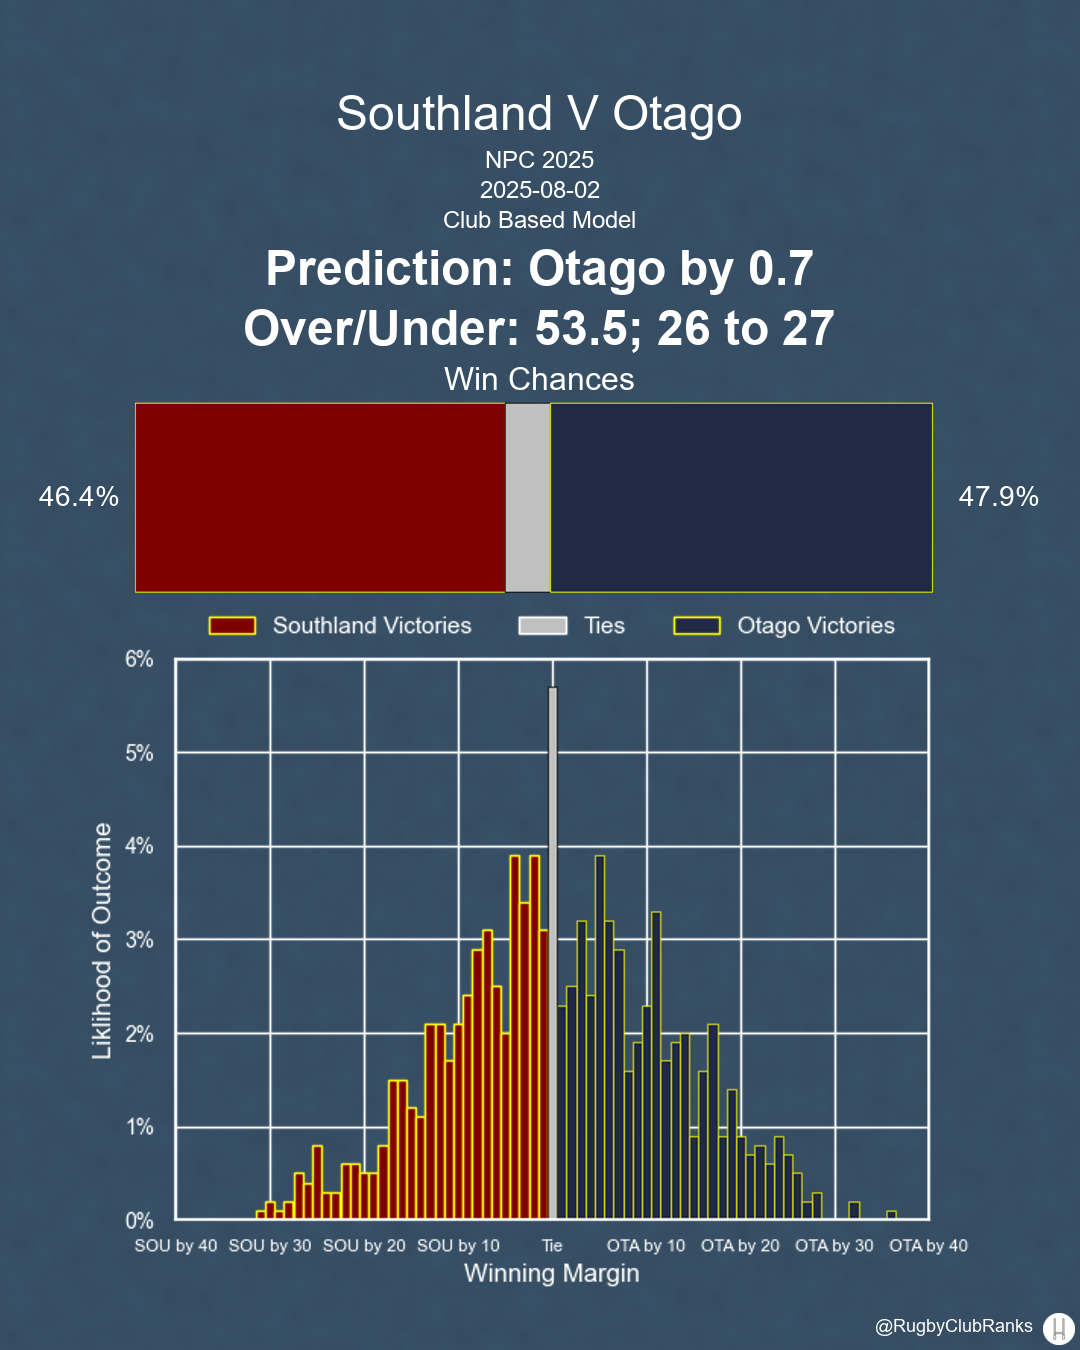 Southland V Otago
NPC 2025
2025-08-02
Club Based Model
Prediction: Otago by 0.7
Over/Under: 53.5; 26 to 27
Win Chances
46.4%
47.9%
Southland Victories
Ties
Otago Victories
6%
5%
4%
3%
2%
1%
0%
Liklihood of Outcome
SOU by 40 SOU by 30 SOU by 20 SOU by 10 Tie OTA by 10 OTA by 20 OTA by 30 OTA by 40
Winning Margin
@RugbyClubRanks